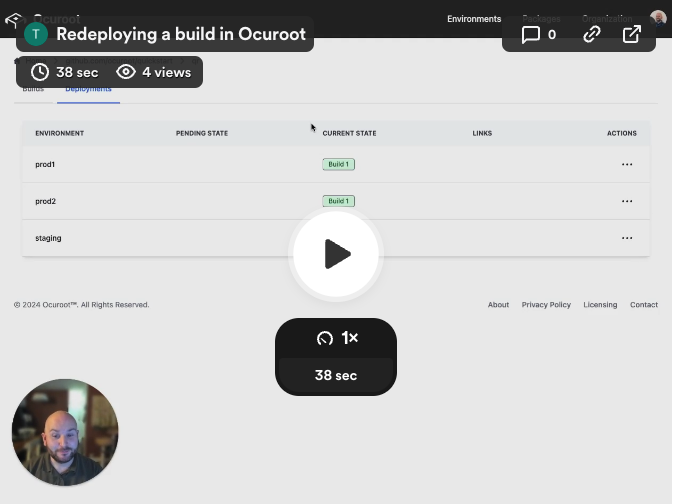 Ocuroot
Environments
Packages
Organization
T
Redeploying a build in Ocuroot
0
38 sec
4 views
Builds
Deployments
ENVIRONMENT PENDING STATE CURRENT STATE LINKS ACTIONS
prod1 Build 1 ...
prod2 Build 1 ...
staging ...
1×
38 sec
© 2024 Ocuroot™. All Rights Reserved.
About Privacy Policy Licensing Contact